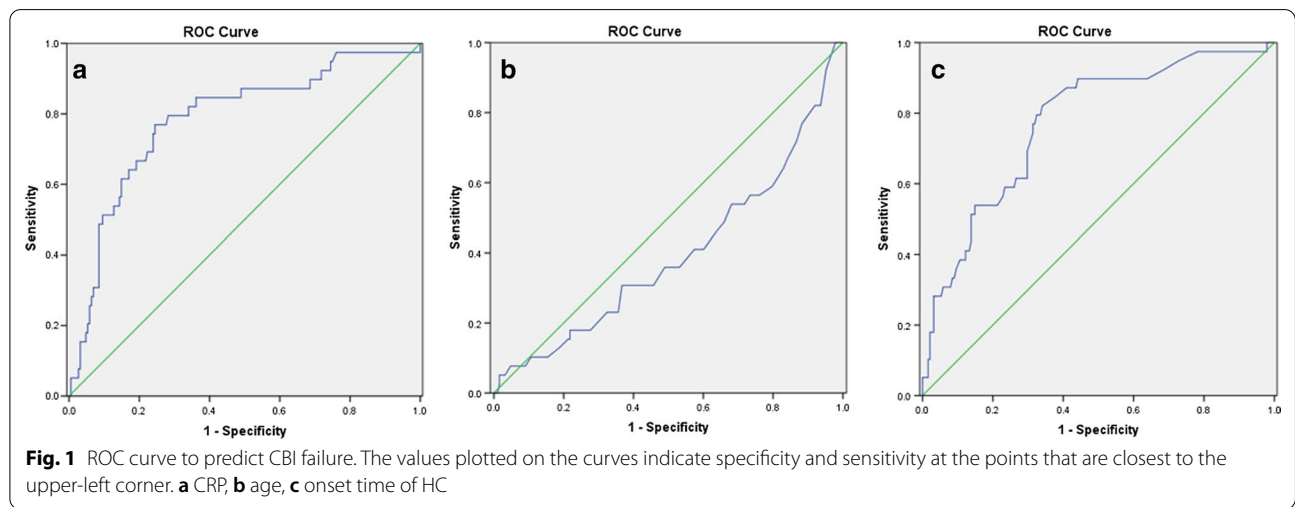 ROC Curve
a
Sensitivity
1.0
0.8
0.6
0.4
0.2
0.0
0.0 0.2 0.4 0.6 0.8 1.0
1 - Specificity
ROC Curve
b
Sensitivity
1.0
0.8
0.6
0.4
0.2
0.0
0.0 0.2 0.4 0.6 0.8 1.0
1 - Specificity
ROC Curve
c
Sensitivity
1.0
0.8
0.6
0.4
0.2
0.0
0.0 0.2 0.4 0.6 0.8 1.0
1 - Specificity
Fig. 1 ROC curve to predict CBI failure. The values plotted on the curves indicate specificity and sensitivity at the points that are closest to the
upper-left corner. a CRP, b age, c onset time of HC